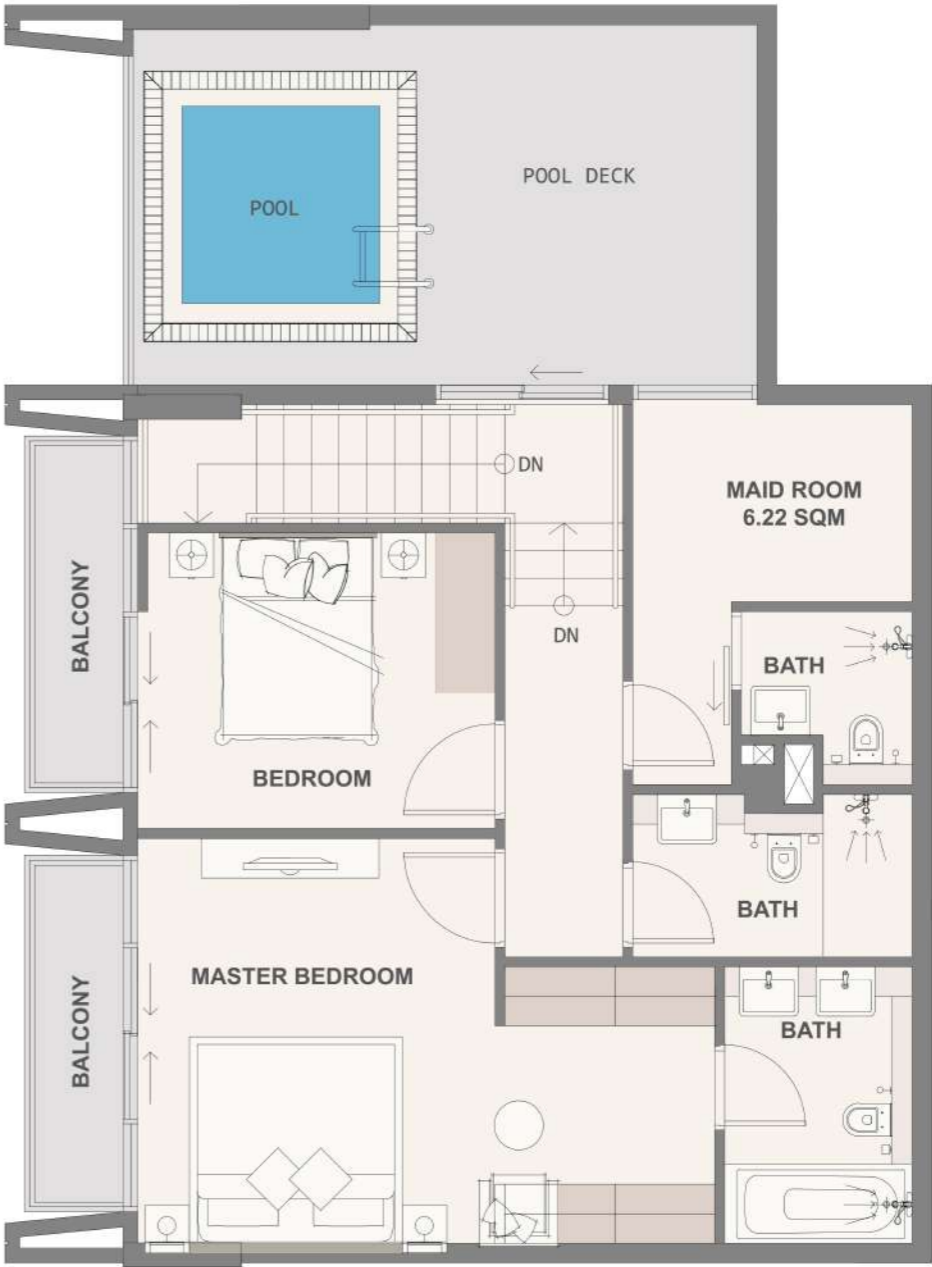 POOL
POOL DECK
DN
MAID ROOM
6.22 SQM
BALCONY
DN
BATH
BEDROOM
BATH
MASTER BEDROOM
BALCONY
BATH